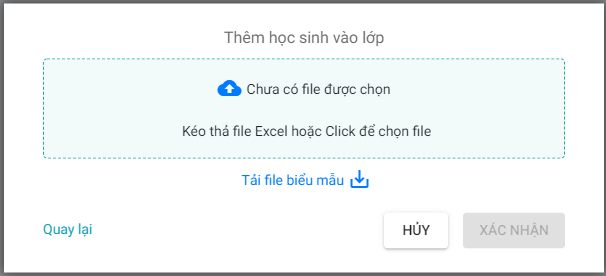 Thêm học sinh vào lớp
Chưa có file được chọn
Kéo thả file Excel hoặc Click để chọn file
Tải file biểu mẫu
Quay lại
HỦY
XÁC NHẬN